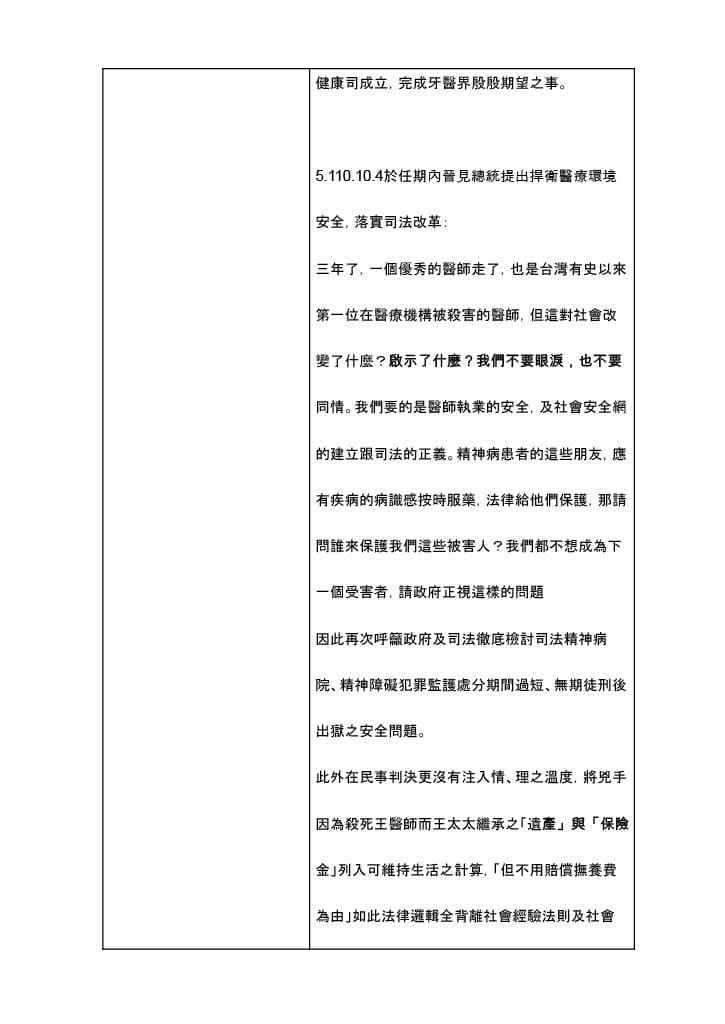 健康司成立，完成牙醫界殷殷期望之事。
5.110.10.4於任期內晉見總統提出捍衛醫療環境
安全，落實司法改革：
三年了，一個優秀的醫師走了，也是台灣有史以來
第一位在醫療機構被殺害的醫師，但這對社會改
變了什麼？啟示了什麼？我們不要眼淚，也不要
同情。我們要的是醫師執業的安全，及社會安全網
的建立跟司法的正義。精神病患者的這些朋友，應
有疾病的病識感按時服藥，法律給他們保護，那請
問誰來保護我們這些被害人？我們都不想成為下
一個受害者，請政府正視這樣的問題
因此再次呼籲政府及司法徹底檢討司法精神病
院、精神障礙犯罪監護處分期間過短、無期徒刑後
出獄之安全問題。
此外在民事判決更沒有注入情、理之溫度，將兇手
因為殺死王醫師而王太太繼承之「遺產」與「保險
金」列入可維持生活之計算，「但不用賠償撫養費
為由」如此法律邏輯全背離社會經驗法則及社會